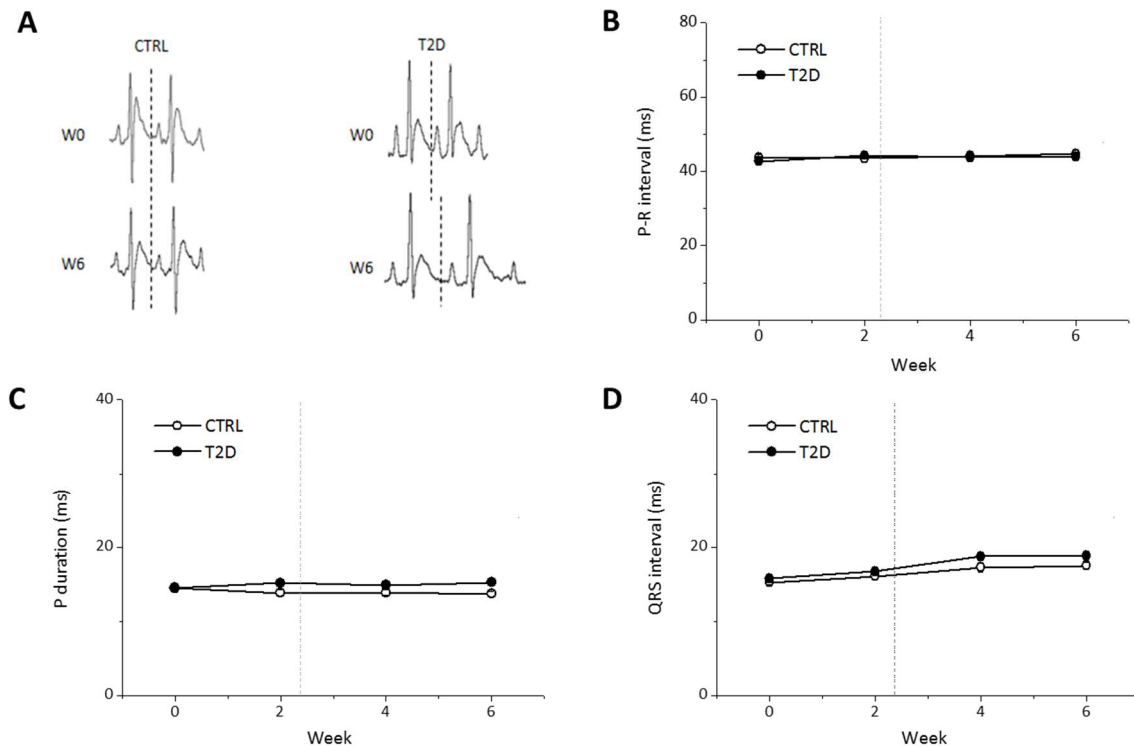 A
CTRL
T2D
W0
W0
W6
W6
B
CTRL
T2D
80
60
40
20
0
P-R interval (ms)
0 2 4 6
Week
C
CTRL
T2D
40
20
0
P duration (ms)
0 2 4 6
Week
D
CTRL
T2D
40
20
0
QRS interval (ms)
0 2 4 6
Week